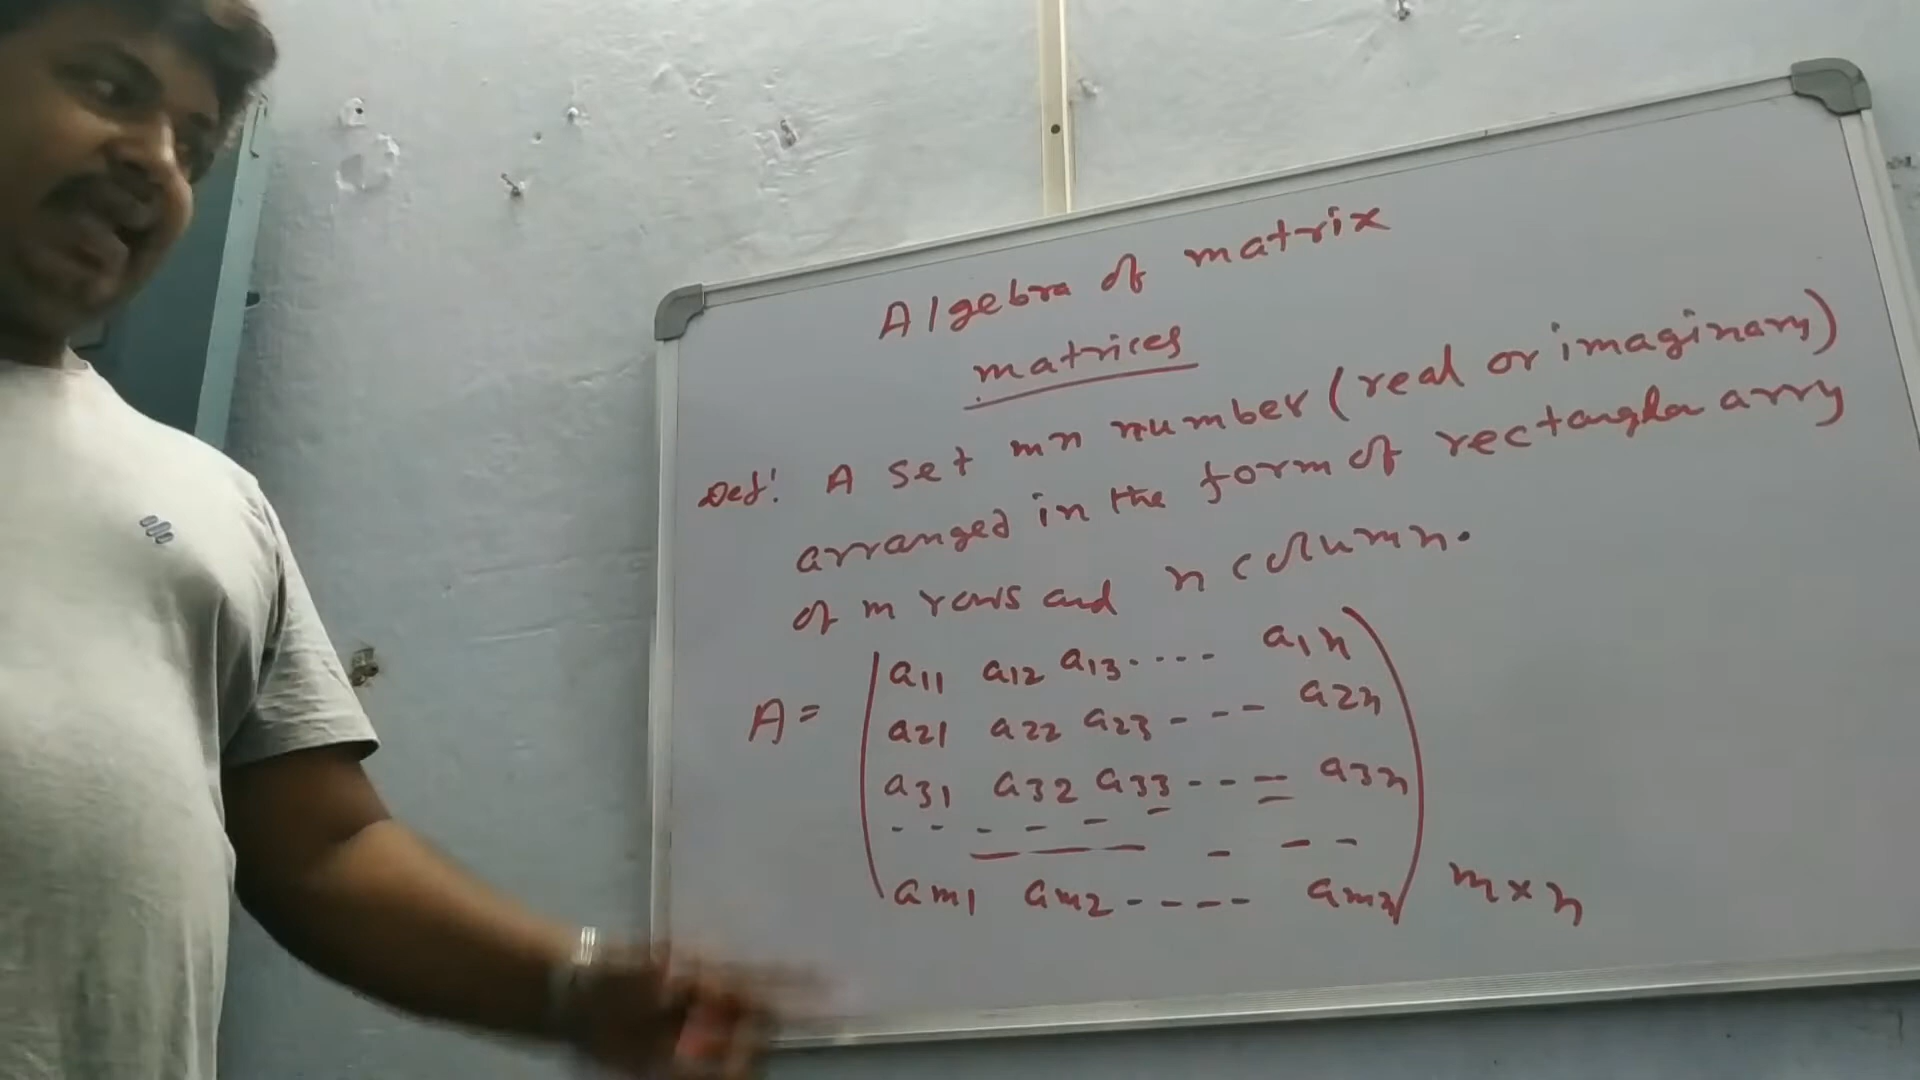 Algebra of matrix
matrices
Def: A set mn number (real or imaginary)
arranged in the form of rectangular arry
of m rows and n column.
a11 a12 a13 .... a1n
a21 a22 a23 - - - a2n
A = a31 a32 a33 - - - = a3n
am1 am2 - - - - amn m×n